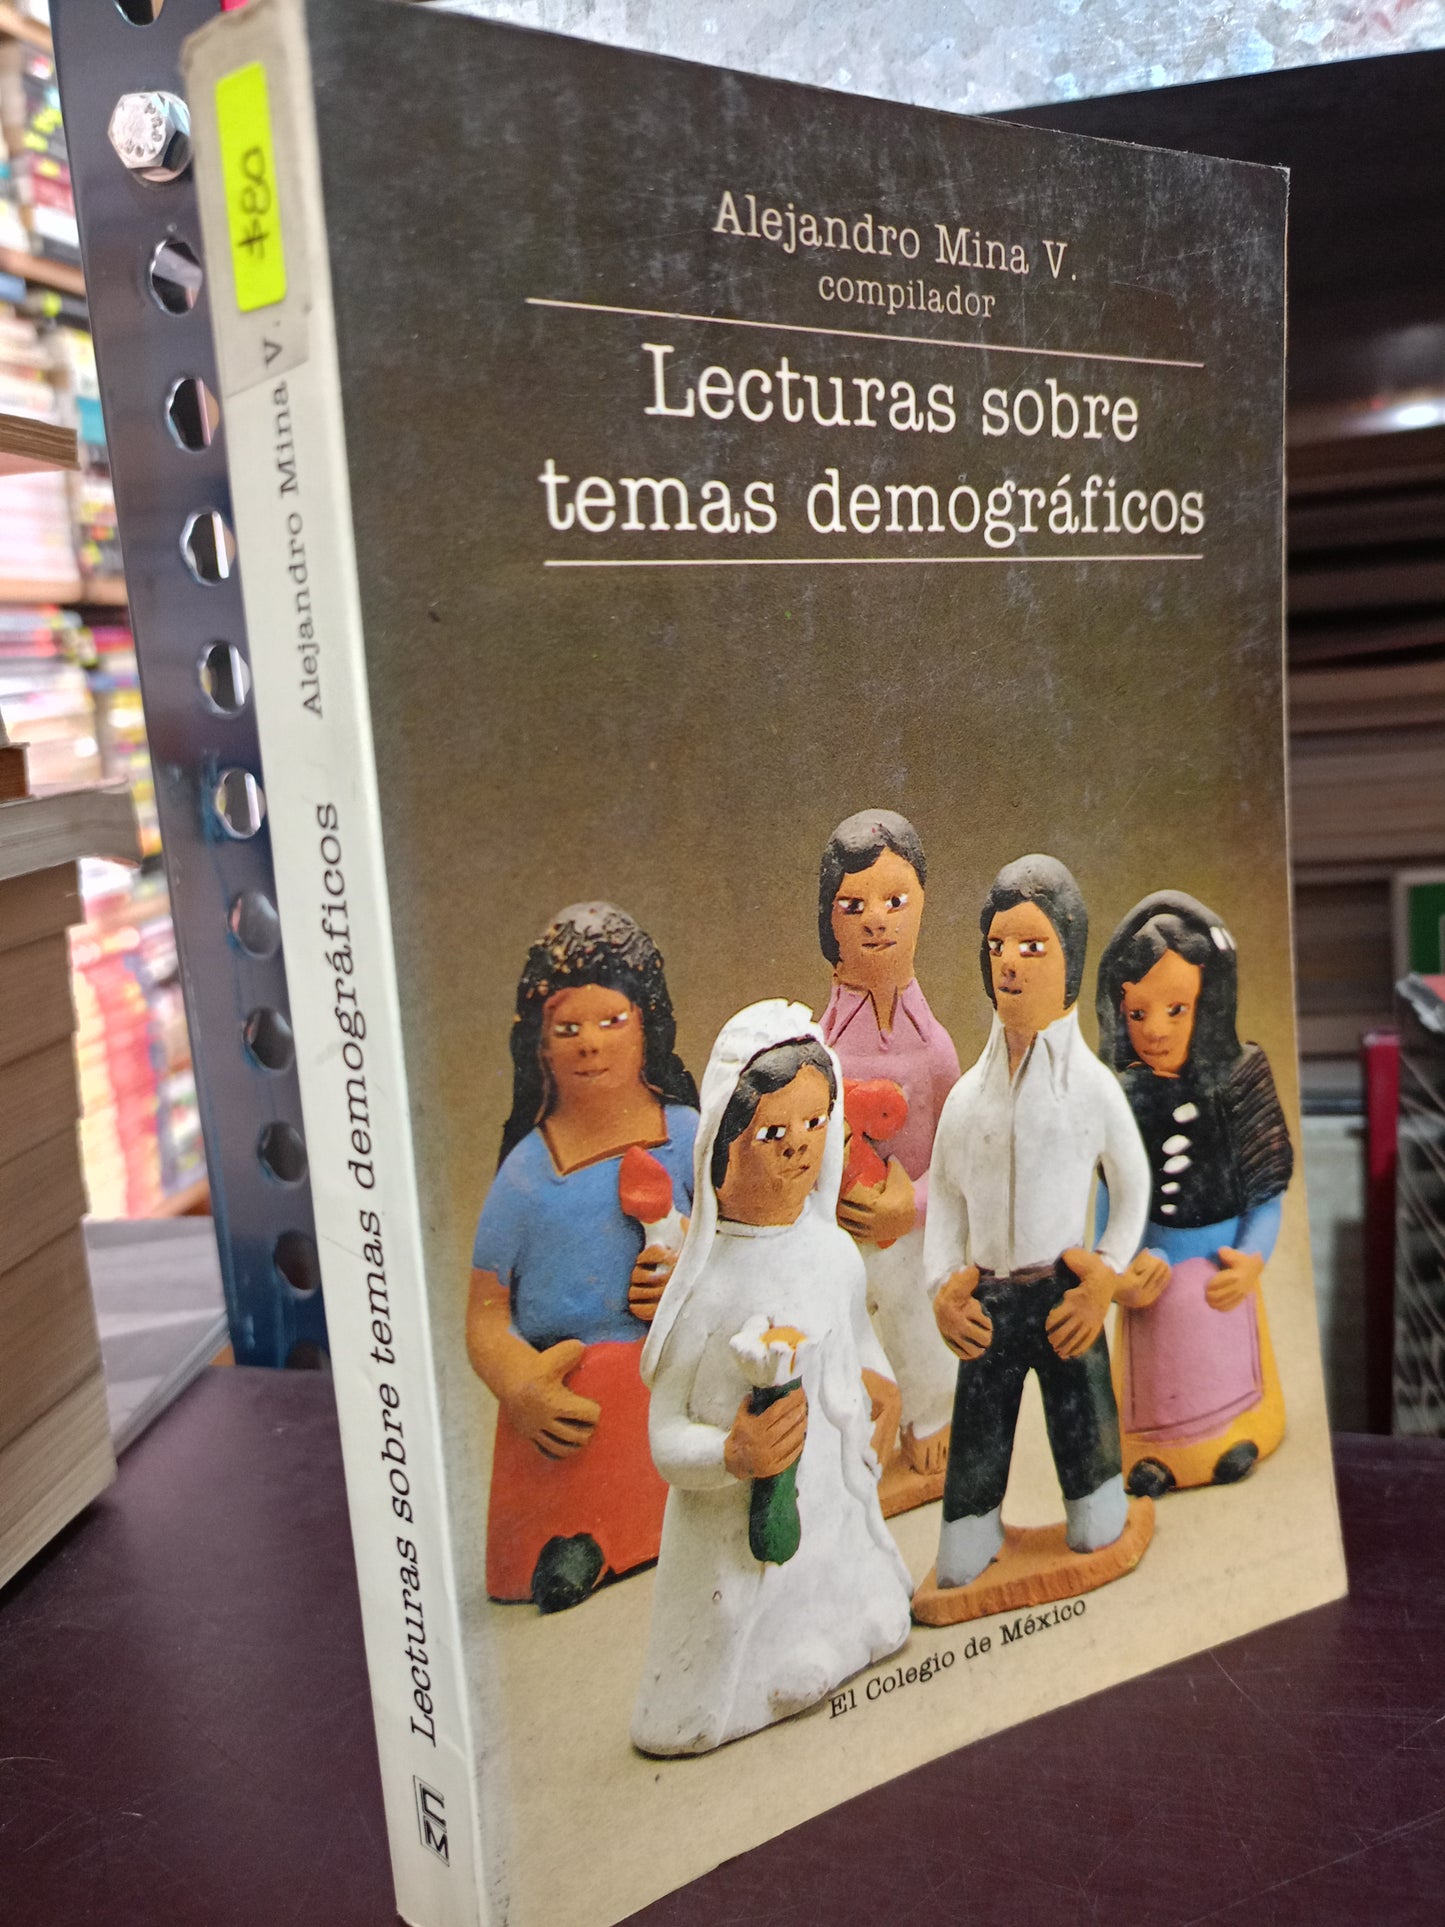 $80
Alejandro Mina V.
compilador
Lecturas sobre
temas demográficos
El Colegio de México
Lecturas sobre temas demográficos Alejandro Mina V.